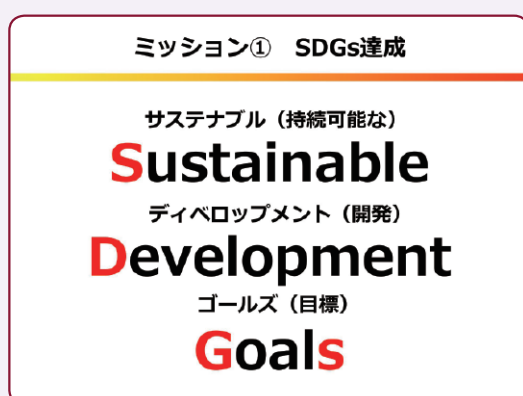 ミッション① SDGs達成
サステナブル（持続可能な）
Sustainable
ディベロップメント（開発）
Development
ゴールズ（目標）
Goals